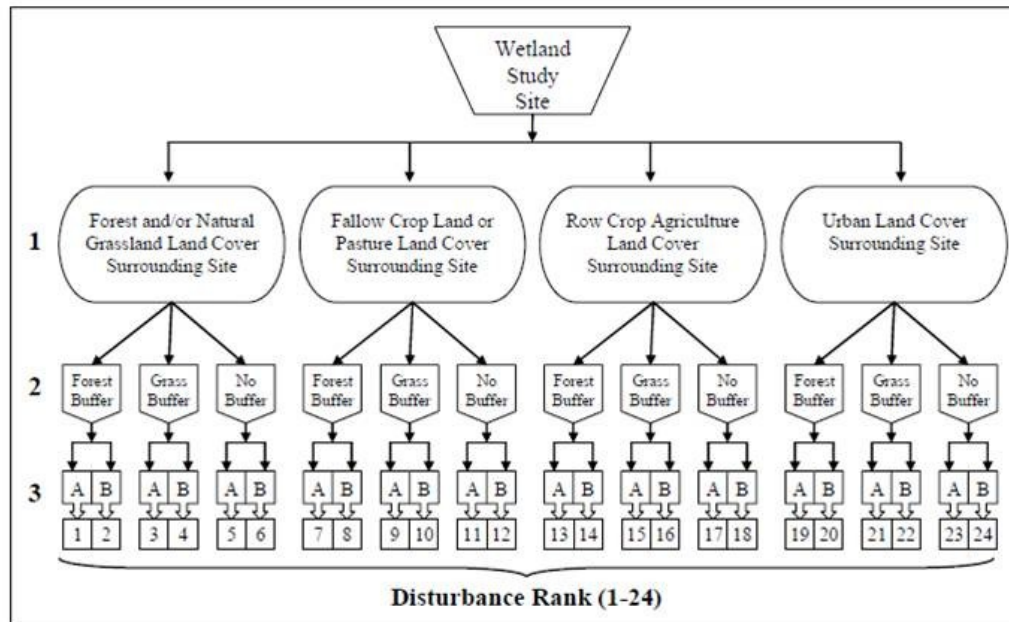 Wetland
Study
Site
1
Forest and/or Natural
Grassland Land Cover
Surrounding Site
Fallow Crop Land or
Pasture Land Cover
Surrounding Site
Row Crop Agriculture
Land Cover
Surrounding Site
Urban Land Cover
Surrounding Site
2
Forest
Buffer
Grass
Buffer
No
Buffer
Forest
Buffer
Grass
Buffer
No
Buffer
Forest
Buffer
Grass
Buffer
No
Buffer
Forest
Buffer
Grass
Buffer
No
Buffer
3
A B A B A B A B A B A B A B A B A B A B A B A B
1 2 3 4 5 6 7 8 9 10 11 12 13 14 15 16 17 18 19 20 21 22 23 24
Disturbance Rank (1-24)